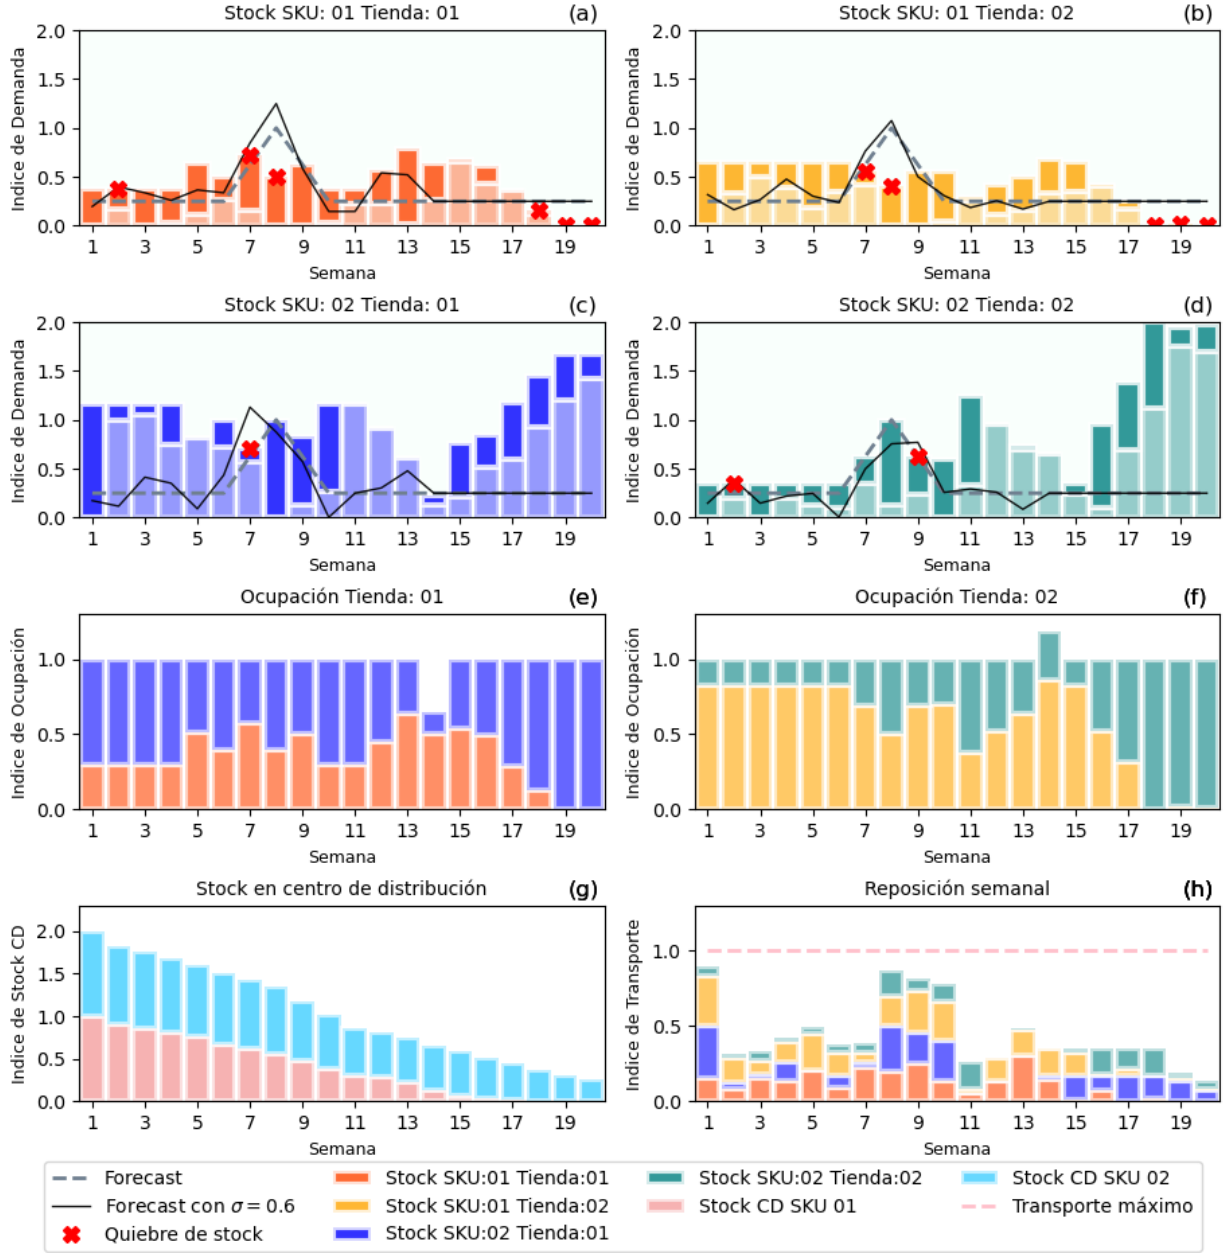 Stock SKU: 01 Tienda: 01 (a)
Indice de Demanda
2.0
1.5
1.0
0.5
0.0
1 3 5 7 9 11 13 15 17 19
Semana
Stock SKU: 01 Tienda: 02 (b)
Indice de Demanda
2.0
1.5
1.0
0.5
0.0
1 3 5 7 9 11 13 15 17 19
Semana
Stock SKU: 02 Tienda: 01 (c)
Indice de Demanda
2.0
1.5
1.0
0.5
0.0
1 3 5 7 9 11 13 15 17 19
Semana
Stock SKU: 02 Tienda: 02 (d)
Indice de Demanda
2.0
1.5
1.0
0.5
0.0
1 3 5 7 9 11 13 15 17 19
Semana
Ocupación Tienda: 01 (e)
Indice de Ocupación
1.0
0.5
0.0
1 3 5 7 9 11 13 15 17 19
Semana
Ocupación Tienda: 02 (f)
Indice de Ocupación
1.0
0.5
0.0
1 3 5 7 9 11 13 15 17 19
Semana
Stock en centro de distribución (g)
Indice de Stock CD
2.0
1.5
1.0
0.5
0.0
1 3 5 7 9 11 13 15 17 19
Semana
Reposición semanal (h)
Indice de Transporte
1.0
0.5
0.0
1 3 5 7 9 11 13 15 17 19
Semana
Forecast
Forecast con σ = 0.6
Quiebre de stock
Stock SKU:01 Tienda:01
Stock SKU:01 Tienda:02
Stock SKU:02 Tienda:01
Stock SKU:02 Tienda:02
Stock CD SKU 01
Stock CD SKU 02
Transporte máximo